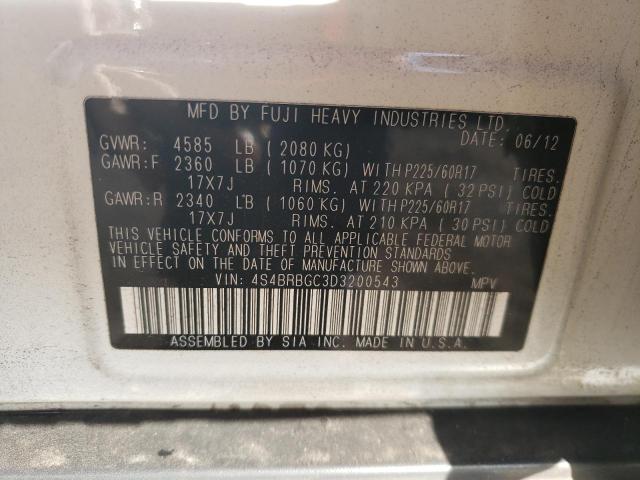 MFD BY FUJI HEAVY INDUSTRIES LTD.
DATE: 06/12
GVWR: 4585 LB ( 2080 KG)
GAWR:F 2360 LB ( 1070 KG) WITHP225/60R17 TIRES.
17X7J RIMS. AT 220 KPA ( 32 PSI) COLD
GAWR:R 2340 LB ( 1060 KG) WITHP225/60R17 TIRES.
17X7J RIMS. AT 210 KPA ( 30 PSI) COLD
THIS VEHICLE CONFORMS TO ALL APPLICABLE FEDERAL MOTOR
VEHICLE SAFETY AND THEFT PREVENTION STANDARDS
IN EFFECT ON THE DATE OF MANUFACTURE SHOWN ABOVE.
VIN: 4S4BRBGC3D3200543 MPV
ASSEMBLED BY SIA INC. MADE IN U.S.A.